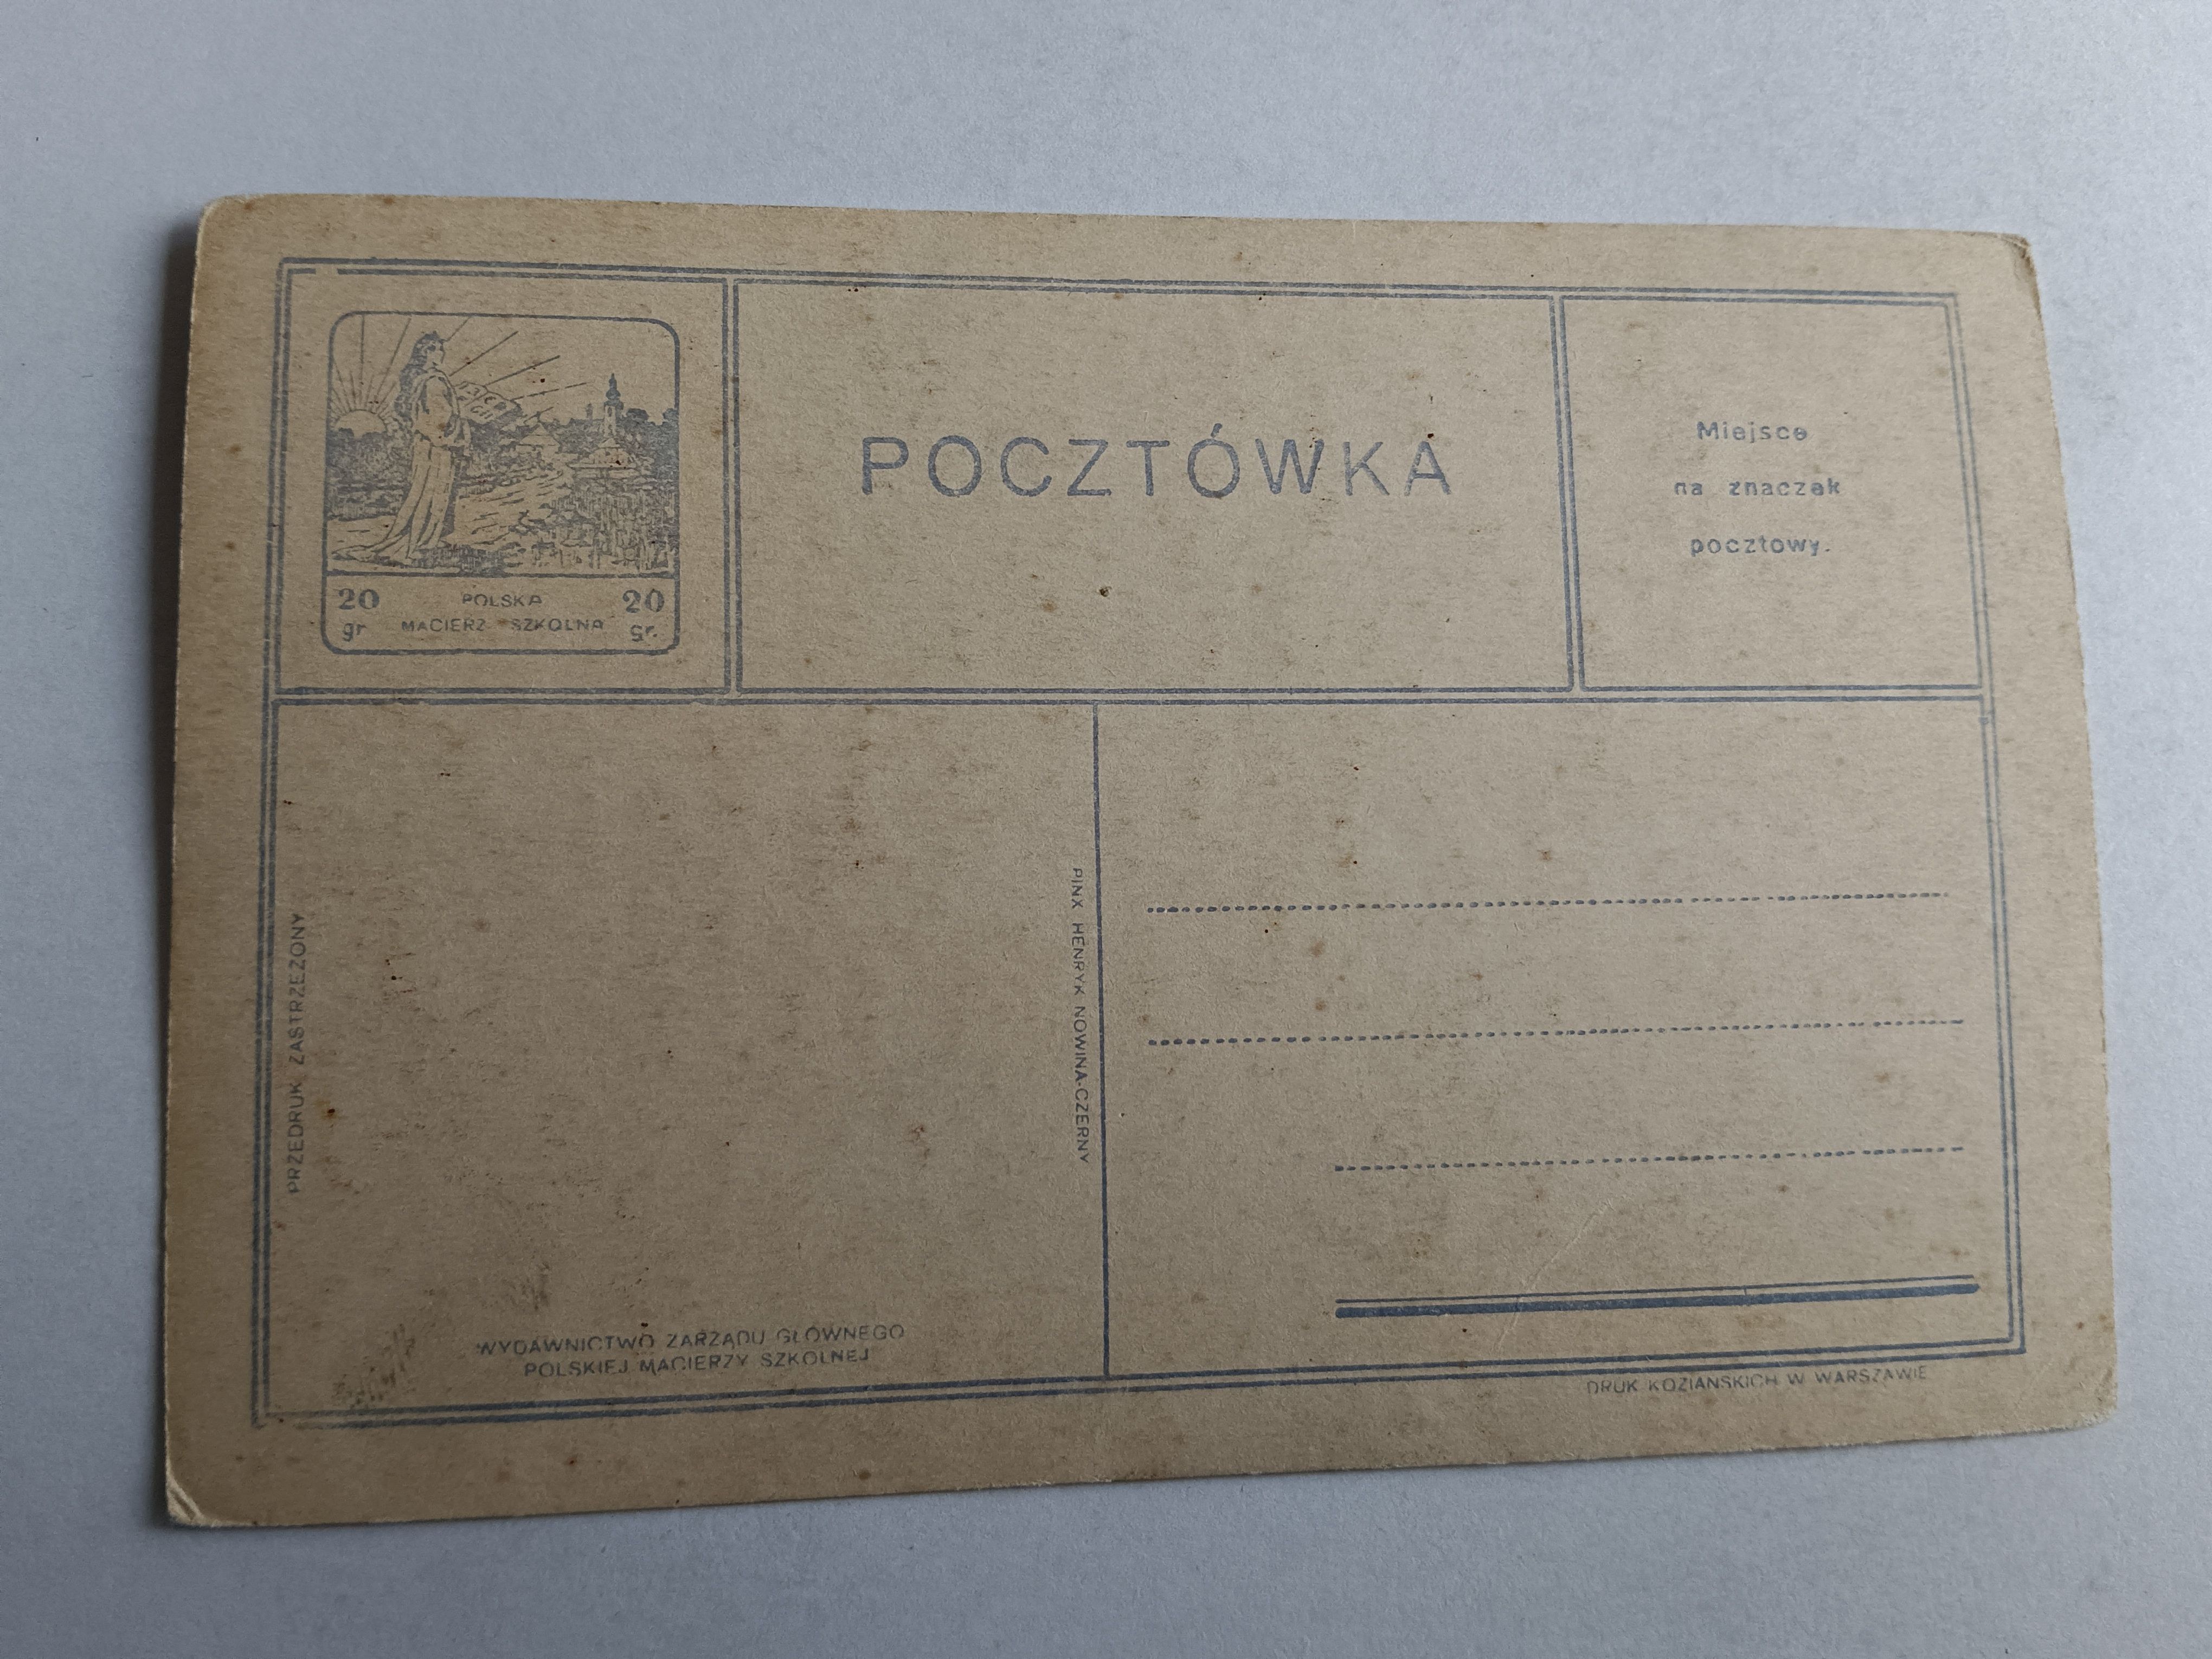 POCZTÓWKA
Miejsce
na znaczek
pocztowy.
20 gr
POLSKA
MACIERZ SZKOLNA
20 gr.
PRZEDRUK ZASTRZEŻONY
PINX HENRYK NOWINA-CZERNY
WYDAWNICTWO ZARZĄDU GŁÓWNEGO
POLSKIEJ MACIERZY SZKOLNEJ
DRUK KOZIAŃSKICH W WARSZAWIE